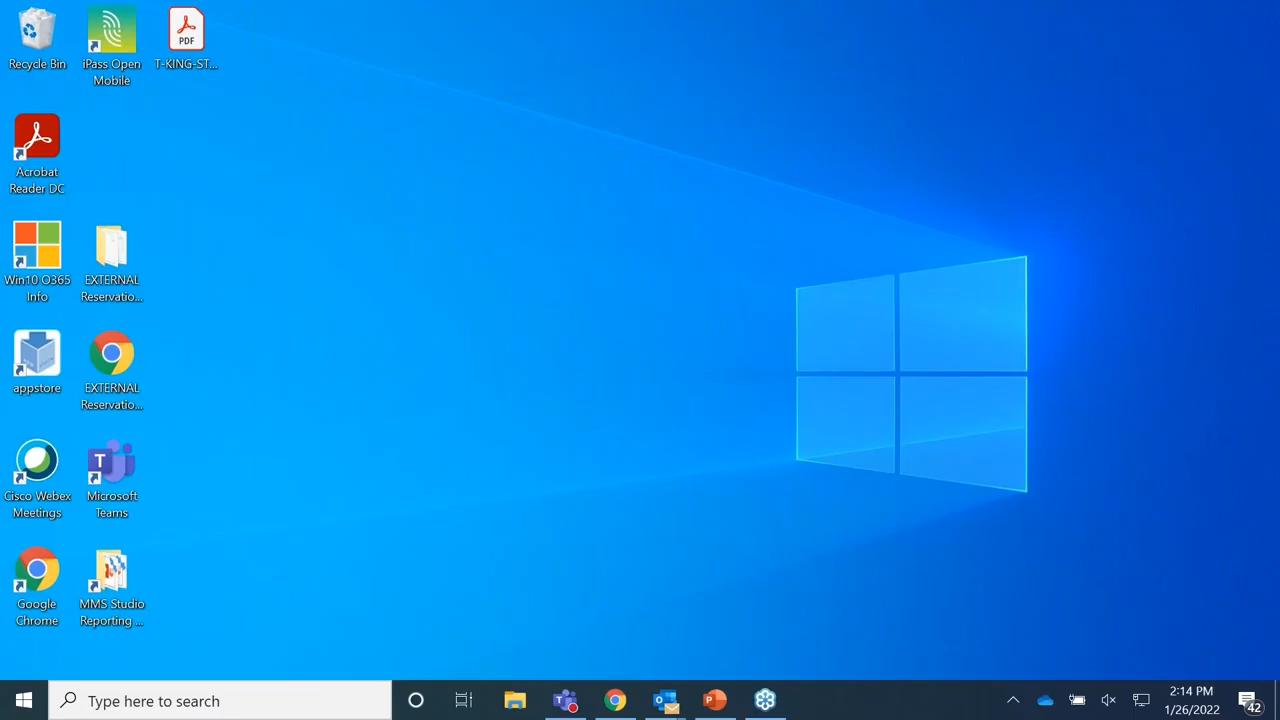 Recycle Bin
iPass Open
Mobile
PDF
T-KING-ST...
Acrobat
Reader DC
Win10 O365
Info
EXTERNAL
Reservatio...
appstore
EXTERNAL
Reservatio...
Cisco Webex
Meetings
T
Microsoft
Teams
Google
Chrome
MMS Studio
Reporting ...
Type here to search
2:14 PM
1/26/2022
42